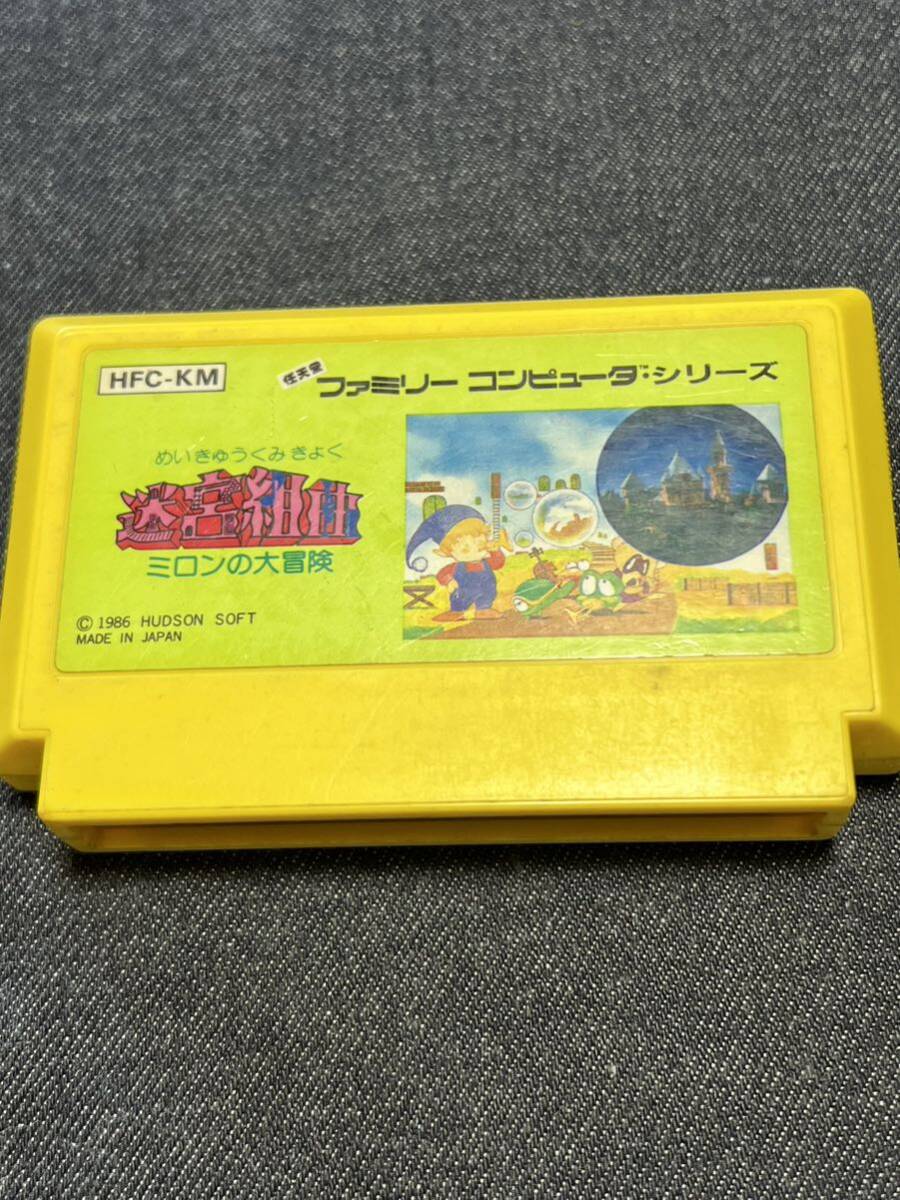 HFC-KM
任天堂
ファミリー コンピュータ™:シリーズ
めいきゅうくみきょく
迷宮組曲
ミロンの大冒険
© 1986 HUDSON SOFT
MADE IN JAPAN